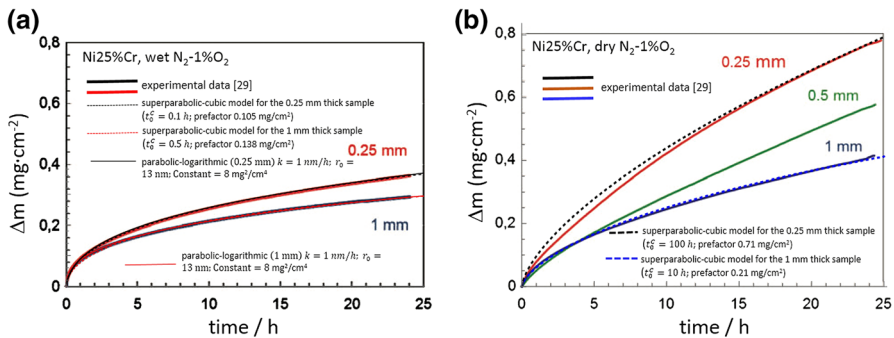 (a)
0,8
0,6
0,4
0,2
0
Δm (mg·cm⁻²)
Ni25%Cr, wet N₂-1%O₂
experimental data [29]
superparabolic-cubic model for the 0.25 mm thick sample
(t_c^C = 0.1 h; prefactor 0.105 mg/cm²)
superparabolic-cubic model for the 1 mm thick sample
(t_c^C = 0.5 h; prefactor 0.138 mg/cm²)
parabolic-logarithmic (0.25 mm) k = 1 nm/h; r₀ =
13 nm; Constant = 8 mg²/cm⁴
0.25 mm
1 mm
parabolic-logarithmic (1 mm) k = 1 nm/h; r₀ =
13 nm; Constant = 8 mg²/cm⁴
0 5 10 15 20 25
time / h
(b)
0,8
0,6
0,4
0,2
0
Δm (mg·cm⁻²)
Ni25%Cr, dry N₂-1%O₂
experimental data [29]
0.25 mm
0.5 mm
1 mm
superparabolic-cubic model for the 0.25 mm thick sample
(t_c^C = 100 h; prefactor 0.71 mg/cm²)
superparabolic-cubic model for the 1 mm thick sample
(t_c^C = 10 h; prefactor 0.21 mg/cm²)
0 5 10 15 20 25
time / h